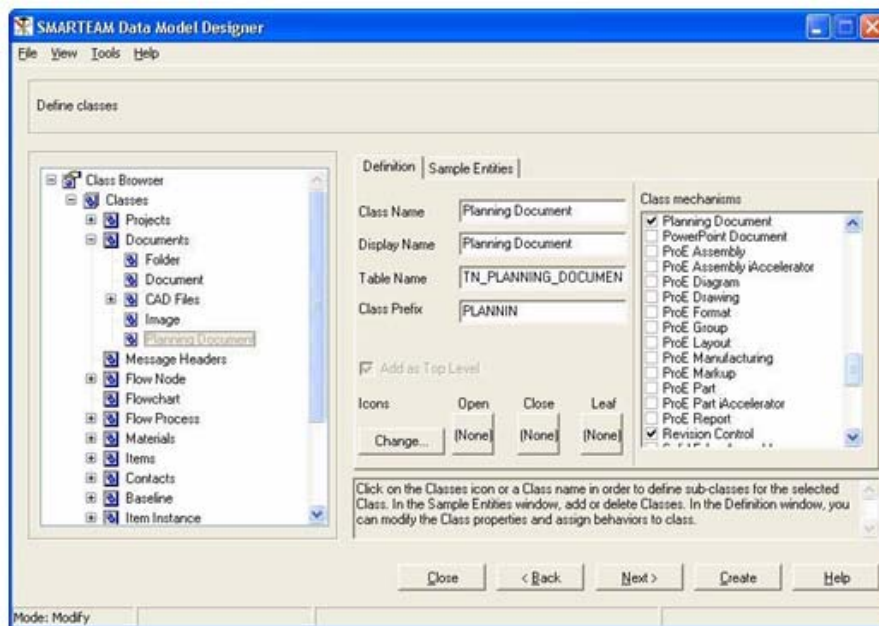 SMARTEAM Data Model Designer
File View Tools Help
Define classes
Class Browser
Classes
Projects
Documents
Folder
Document
CAD Files
Image
Planning Document
Message Headers
Flow Node
Flowchart
Flow Process
Materials
Items
Contacts
Baseline
Item Instance
Definition
Sample Entities
Class Name
Planning Document
Display Name
Planning Document
Table Name
TN_PLANNING_DOCUMEN
Class Prefix
PLANNIN
Add as Top Level
Icons
Open
Close
Leaf
Change...
(None)
(None)
(None)
Class mechanisms
Planning Document
PowerPoint Document
ProE Assembly
ProE Assembly iAccelerator
ProE Diagram
ProE Drawing
ProE Format
ProE Group
ProE Layout
ProE Manufacturing
ProE Markup
ProE Part
ProE Part iAccelerator
ProE Report
Revision Control
Click on the Classes icon or a Class name in order to define sub-classes for the selected
Class. In the Sample Entities window, add or delete Classes. In the Definition window, you
can modify the Class properties and assign behaviors to class.
Close
< Back
Next >
Create
Help
Mode: Modify